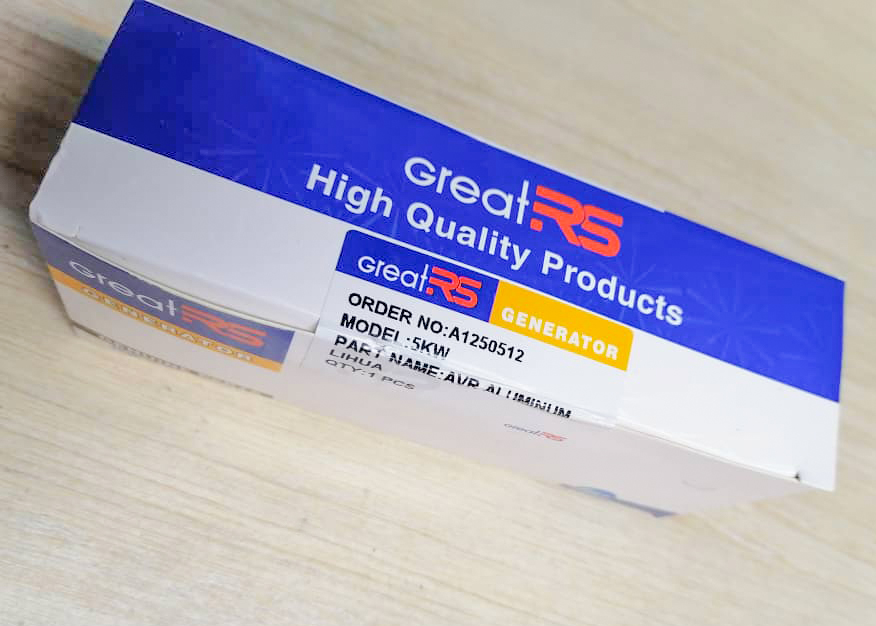 GreatRS
High Quality Products
GreatRS
GENERATOR
ORDER NO:A1250512
MODEL:5KW
PART NAME:AVR ALUMINUM
LIHUA
QTY:1 PCS
GreatRS
GENERATOR
GreatRS